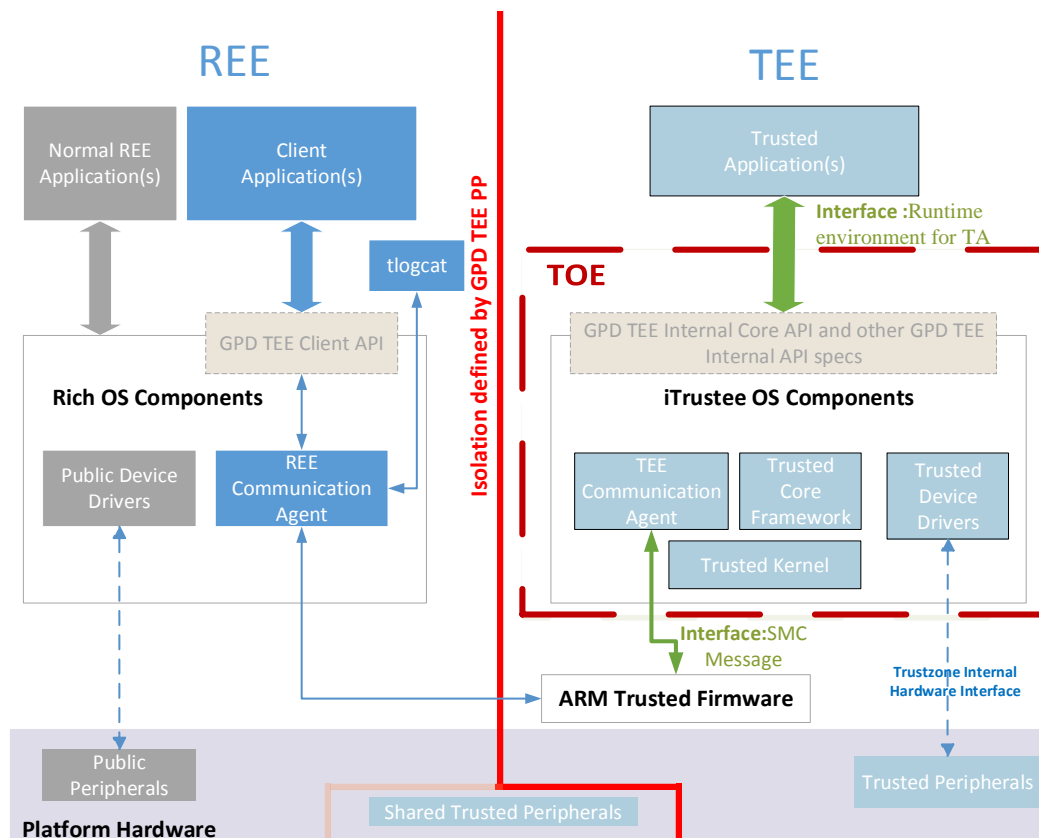 REE
TEE
Normal REE
Application(s)
Client
Application(s)
Trusted
Application(s)
Isolation defined by GPD TEE PP
Interface :Runtime
environment for TA
tlogcat
TOE
GPD TEE Client API
GPD TEE Internal Core API and other GPD TEE
Internal API specs
Rich OS Components
iTrustee OS Components
Public Device
Drivers
REE
Communication
Agent
TEE
Communication
Agent
Trusted
Core
Framework
Trusted
Device
Drivers
Trusted Kernel
Interface:SMC
Message
Trustzone Internal
Hardware Interface
ARM Trusted Firmware
Public
Peripherals
Trusted Peripherals
Shared Trusted Peripherals
Platform Hardware